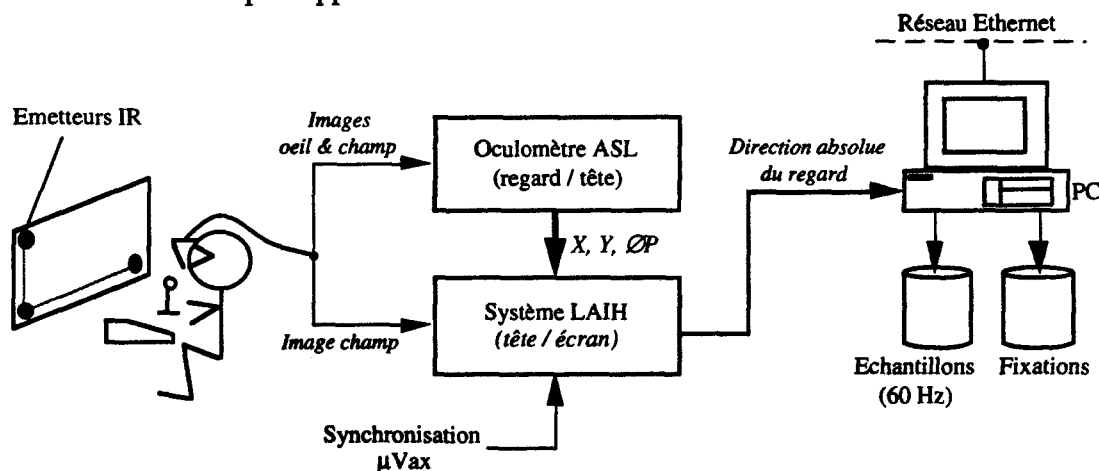 Réseau Ethernet
Emetteurs IR
Images
oeil & champ
Oculomètre ASL
(regard / tête)
Direction absolue
du regard
PC
X, Y, ØP
Système LAIH
(tête / écran)
Image champ
Echantillons
(60 Hz)
Fixations
Synchronisation
µVax